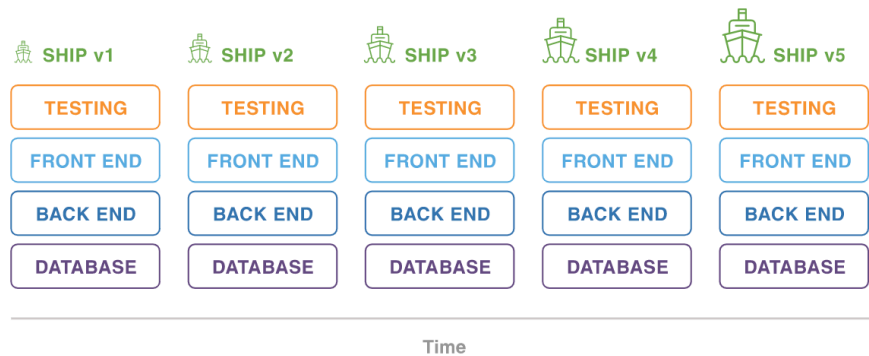 SHIP v1 SHIP v2 SHIP v3 SHIP v4 SHIP v5
TESTING TESTING TESTING TESTING TESTING
FRONT END FRONT END FRONT END FRONT END FRONT END
BACK END BACK END BACK END BACK END BACK END
DATABASE DATABASE DATABASE DATABASE DATABASE
Time